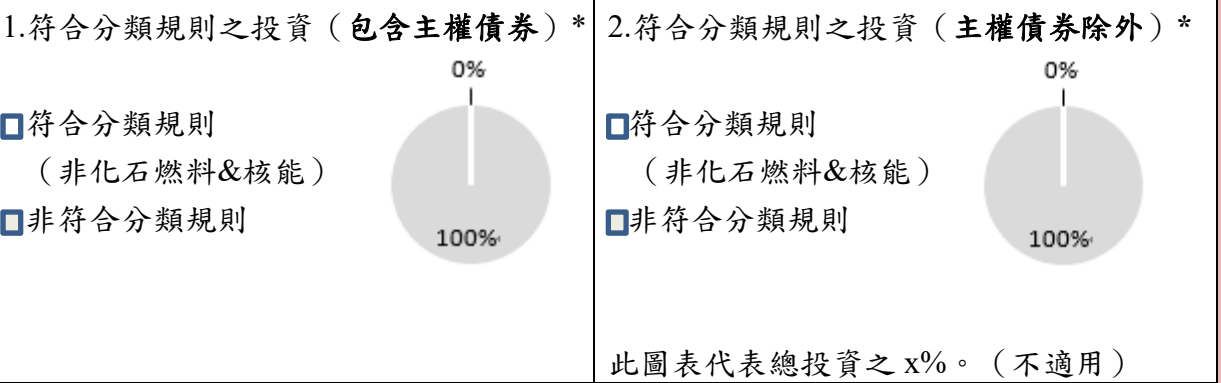 1.符合分類規則之投資（包含主權債券）*
0%
符合分類規則
（非化石燃料&核能）
非符合分類規則
100%
2.符合分類規則之投資（主權債券除外）*
0%
符合分類規則
（非化石燃料&核能）
非符合分類規則
100%
此圖表代表總投資之 x%。（不適用）